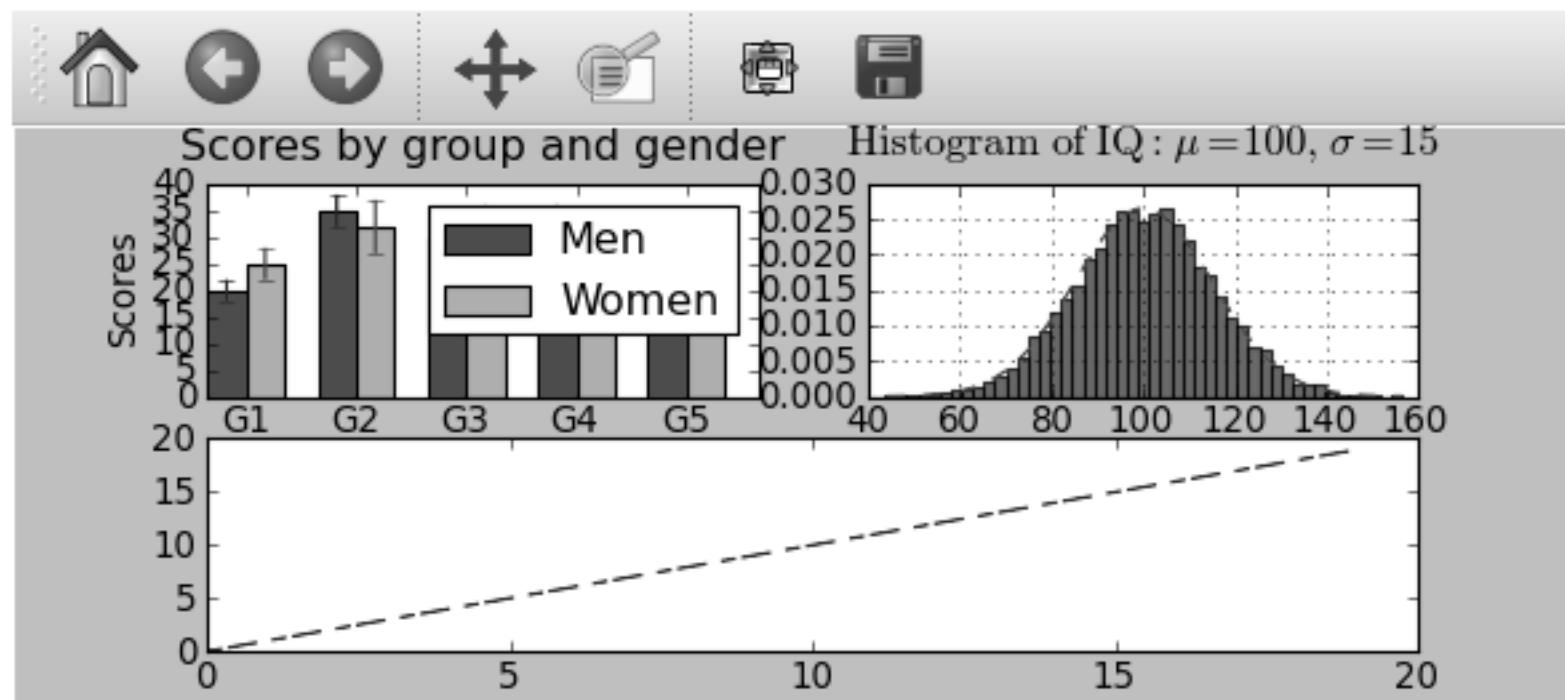 Scores by group and gender
Histogram of IQ : μ=100, σ=15
Scores
40
35
30
25
20
15
10
5
0
Men
Women
G1 G2 G3 G4 G5
0.030
0.025
0.020
0.015
0.010
0.005
0.000
40 60 80 100 120 140 160
20
15
10
5
0
0 5 10 15 20